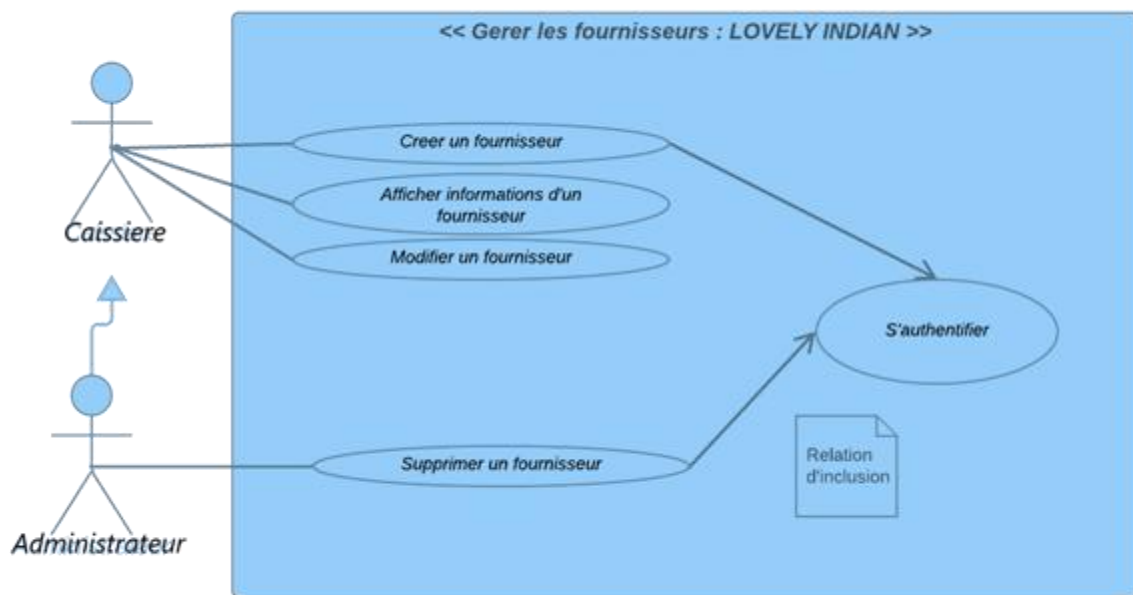 << Gerer les fournisseurs : LOVELY INDIAN >>
Creer un fournisseur
Afficher informations d'un
fournisseur
Caissiere
Modifier un fournisseur
S'authentifier
Relation
d'inclusion
Supprimer un fournisseur
Administrateur